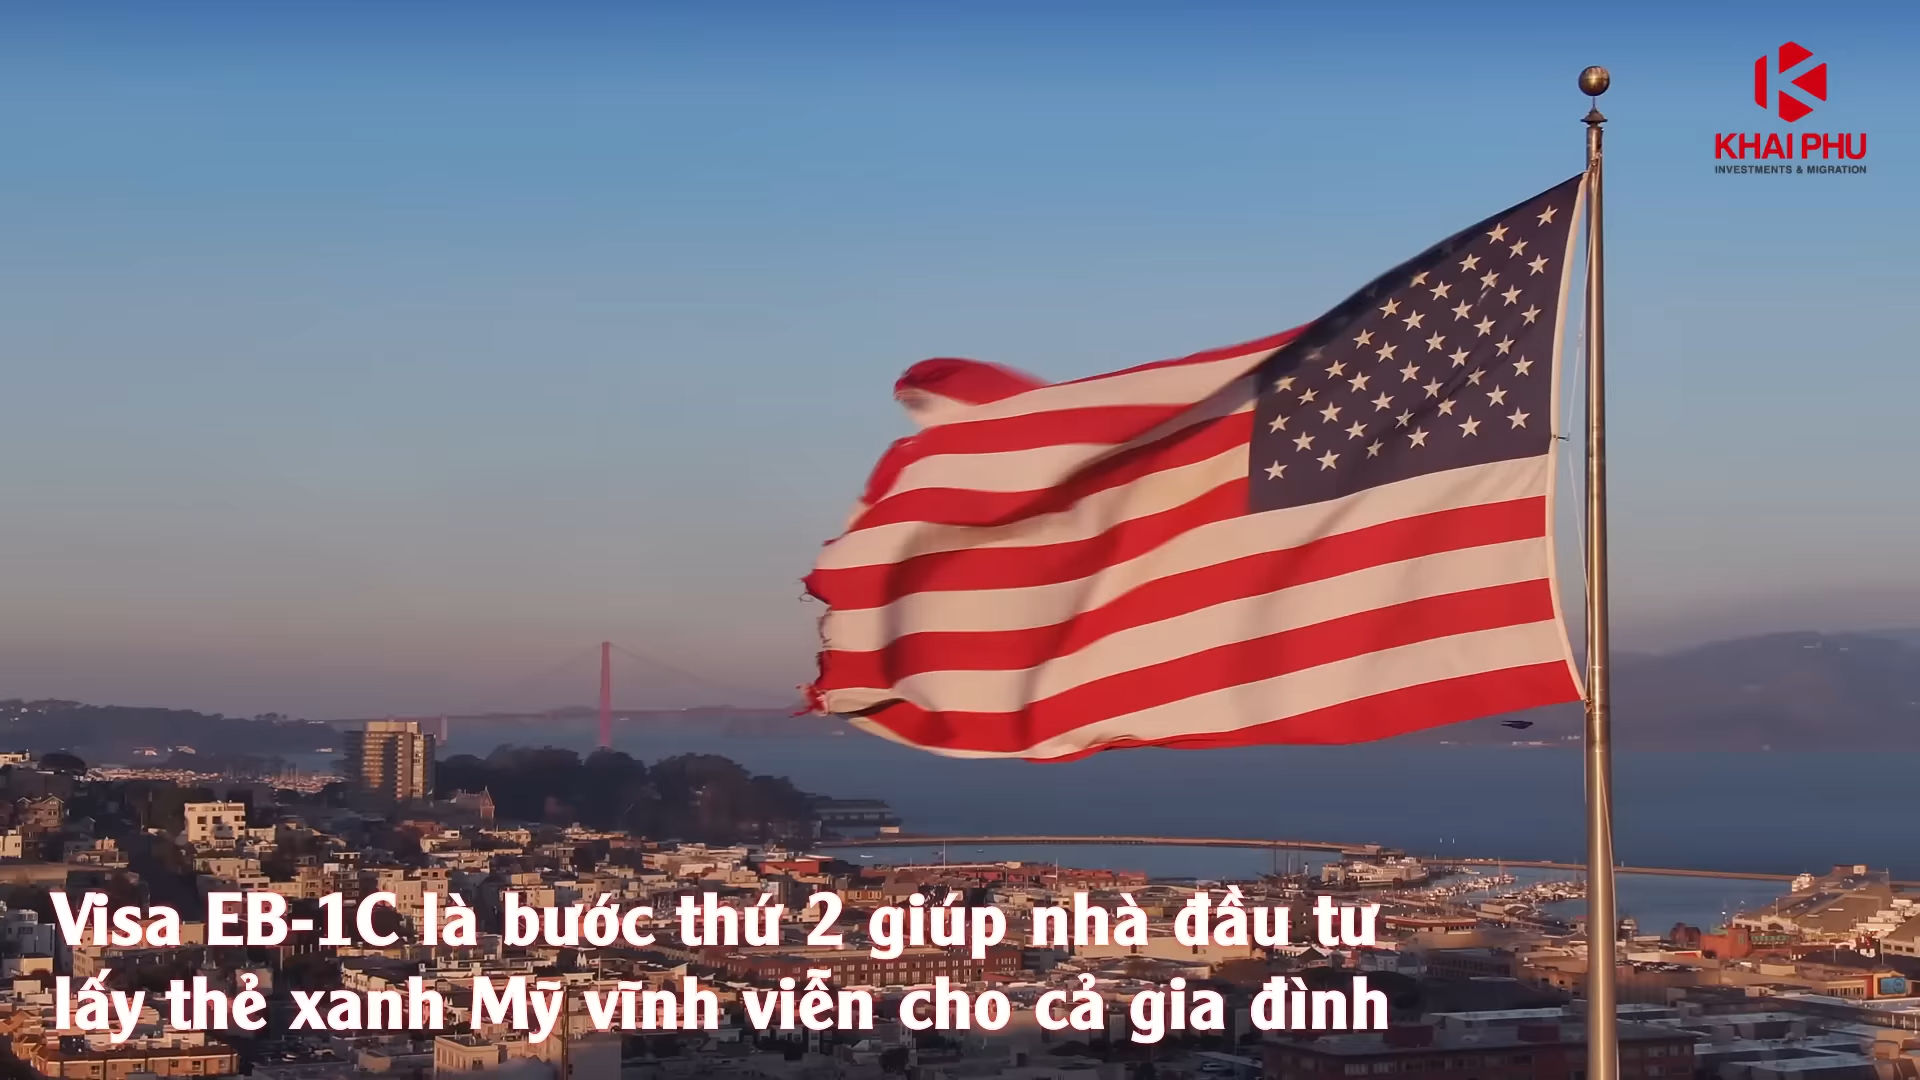 KHAI PHU
INVESTMENTS & MIGRATION
Visa EB-1C là bước thứ 2 giúp nhà đầu tư
lấy thẻ xanh Mỹ vĩnh viễn cho cả gia đình